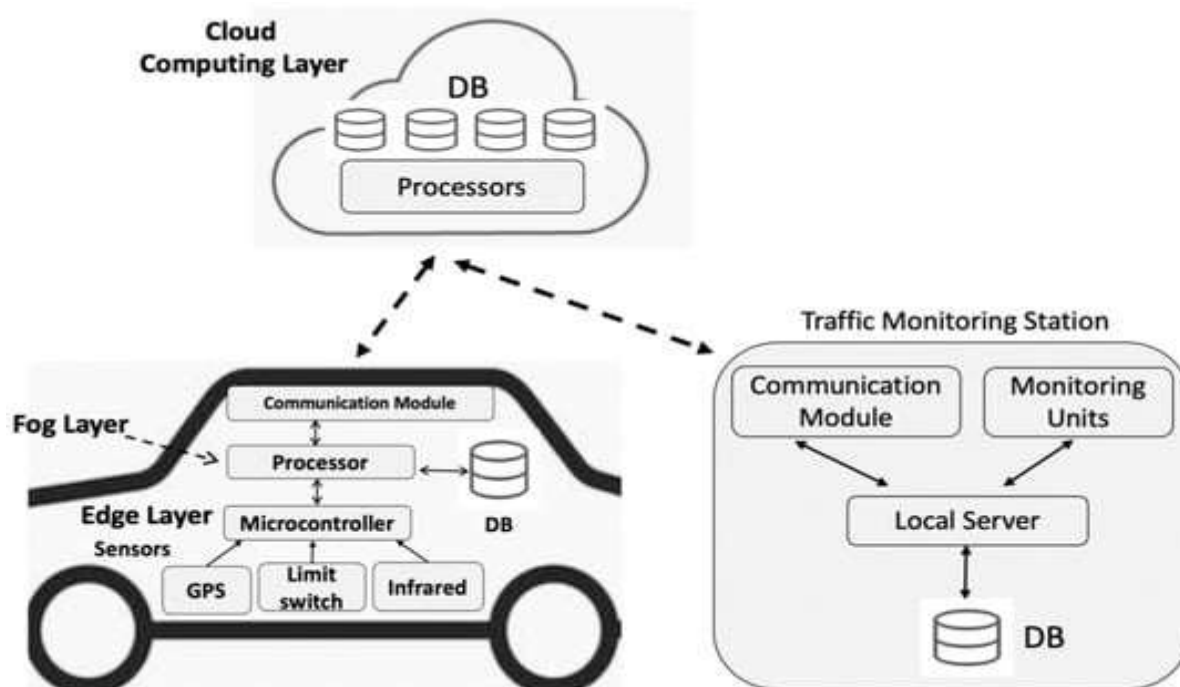 Cloud
Computing Layer
DB
Processors
Traffic Monitoring Station
Communication
Module
Monitoring
Units
Local Server
DB
Communication Module
Fog Layer
Processor
DB
Edge Layer
Microcontroller
Sensors
GPS
Limit
switch
Infrared